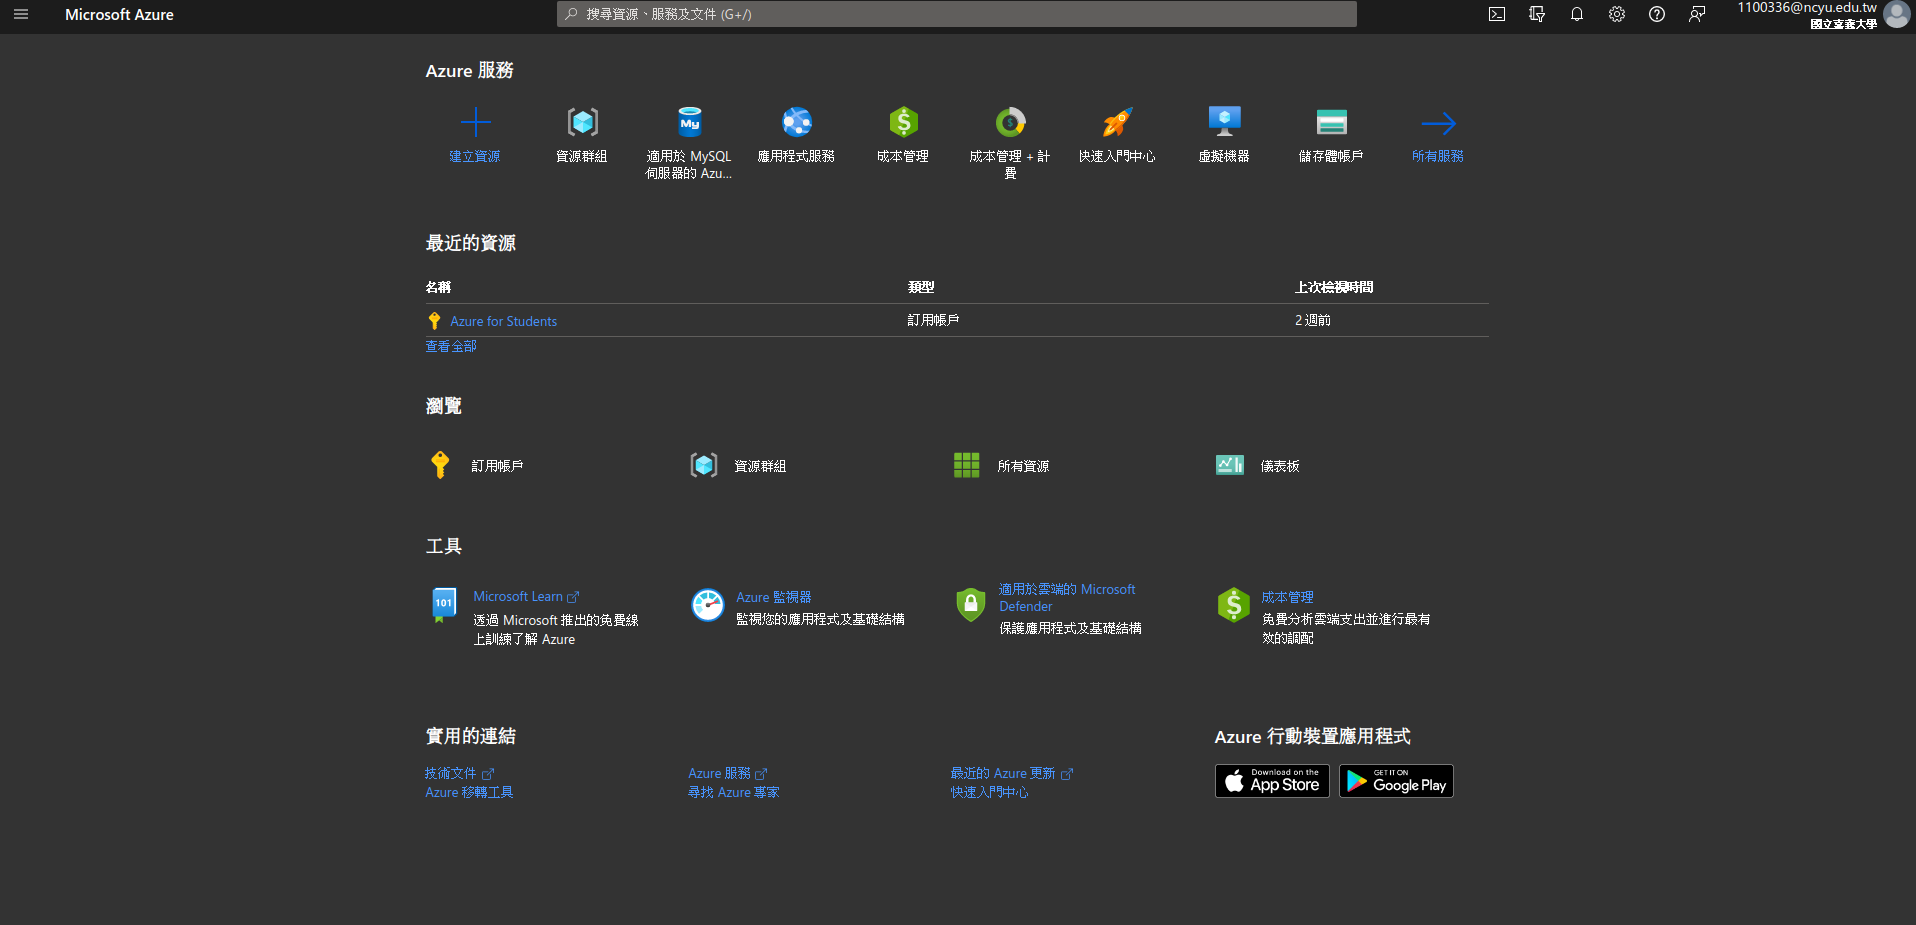 Microsoft Azure
搜尋資源、服務及文件 (G+/)
1100336@ncyu.edu.tw
國立嘉義大學
Azure 服務
建立資源
資源群組
適用於 MySQL
伺服器的 Azu...
應用程式服務
成本管理
成本管理 + 計
費
快速入門中心
虛擬機器
儲存體帳戶
所有服務
最近的資源
名稱 類型 上次檢視時間
Azure for Students 訂用帳戶 2 週前
查看全部
瀏覽
訂用帳戶
資源群組
所有資源
儀表板
工具
Microsoft Learn
透過 Microsoft 推出的免費線
上訓練了解 Azure
Azure 監視器
監視您的應用程式及基礎結構
適用於雲端的 Microsoft
Defender
保護應用程式及基礎結構
成本管理
免費分析雲端支出並進行最有
效的調配
實用的連結
技術文件
Azure 移轉工具
Azure 服務
尋找 Azure 專家
最近的 Azure 更新
快速入門中心
Azure 行動裝置應用程式
Download on the
App Store
GET IT ON
Google Play